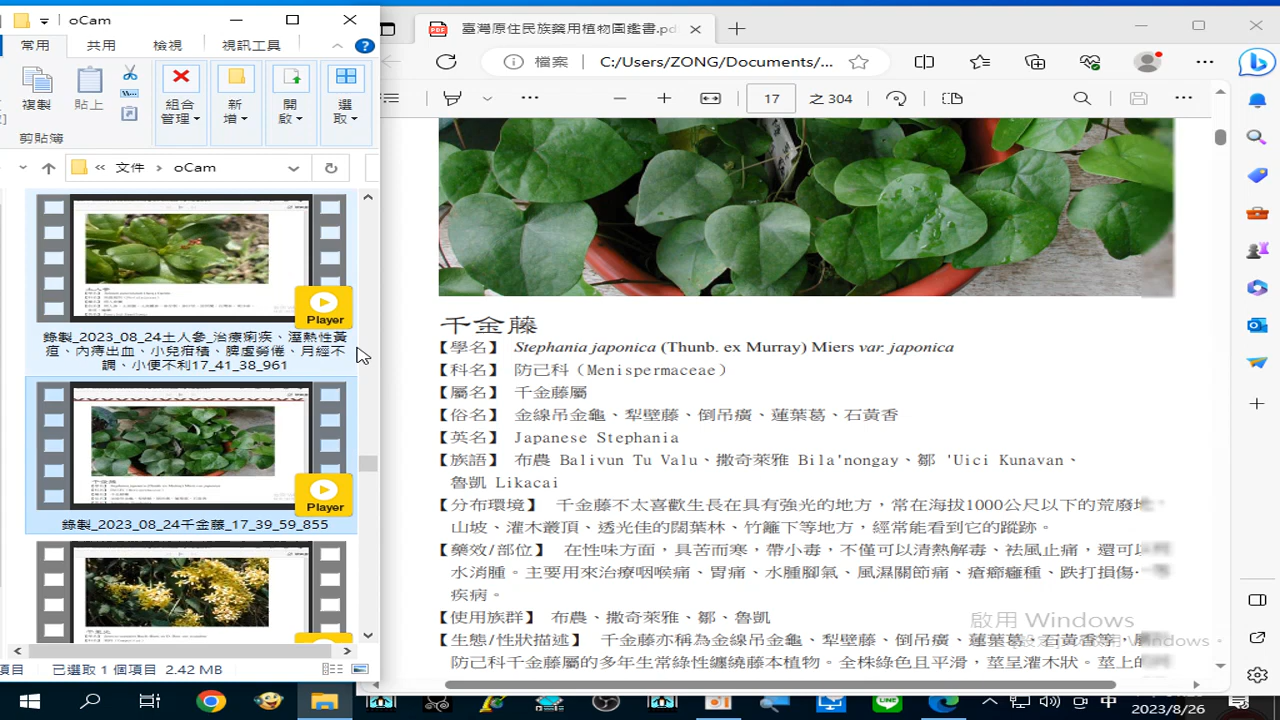 oCam
常用 共用 檢視 視訊工具
複製 貼上 組合管理 新增 開啟 選取
剪貼簿
文件 oCam
Player
錄製_2023_08_24土人參_治療痢疾、溼熱性黃
疸、內痔出血、小兒疳積、脾虛勞倦、月經不
調、小便不利17_41_38_961
Player
錄製_2023_08_24千金藤_17_39_59_855
項目 已選取 1 個項目 2.42 MB
臺灣原住民族藥用植物圖鑑書.pdf
檔案 C:/Users/ZONG/Documents/...
17 之 304
千金藤
【學名】 Stephania japonica (Thunb. ex Murray) Miers var. japonica
【科名】 防己科（Menispermaceae）
【屬名】 千金藤屬
【俗名】 金線吊金龜、犁壁藤、倒吊癀、蓮葉葛、石黃香
【英名】 Japanese Stephania
【族語】 布農 Balivun Tu Valu、撒奇萊雅 Bila'nongay、鄒 'Uici Kunavan、
魯凱 Likacai
【分布環境】 千金藤不太喜歡生長在具有強光的地方，常在海拔1000公尺以下的荒廢地
山坡、灌木叢頂、透光佳的闊葉林、竹籬下等地方，經常能看到它的蹤跡。
【藥效/部位】 在性味方面，具苦而寒，帶小毒，不僅可以清熱解毒、袪風止痛，還可以
水消腫。主要用來治療咽喉痛、胃痛、水腫腳氣、風濕關節痛、瘡癤癰種、跌打損傷
疾病。
【使用族群】 布農、撒奇萊雅、鄒、魯凱
【生態/性狀描述】 千金藤亦稱為金線吊金龜、犁壁藤、倒吊癀、蓮葉葛、石黃香等，屬
防己科千金藤屬的多年生常綠性纏繞藤本植物。全株綠色且平滑，莖呈灌木狀。莖上的
啟用 Windows
中
2023/8/26